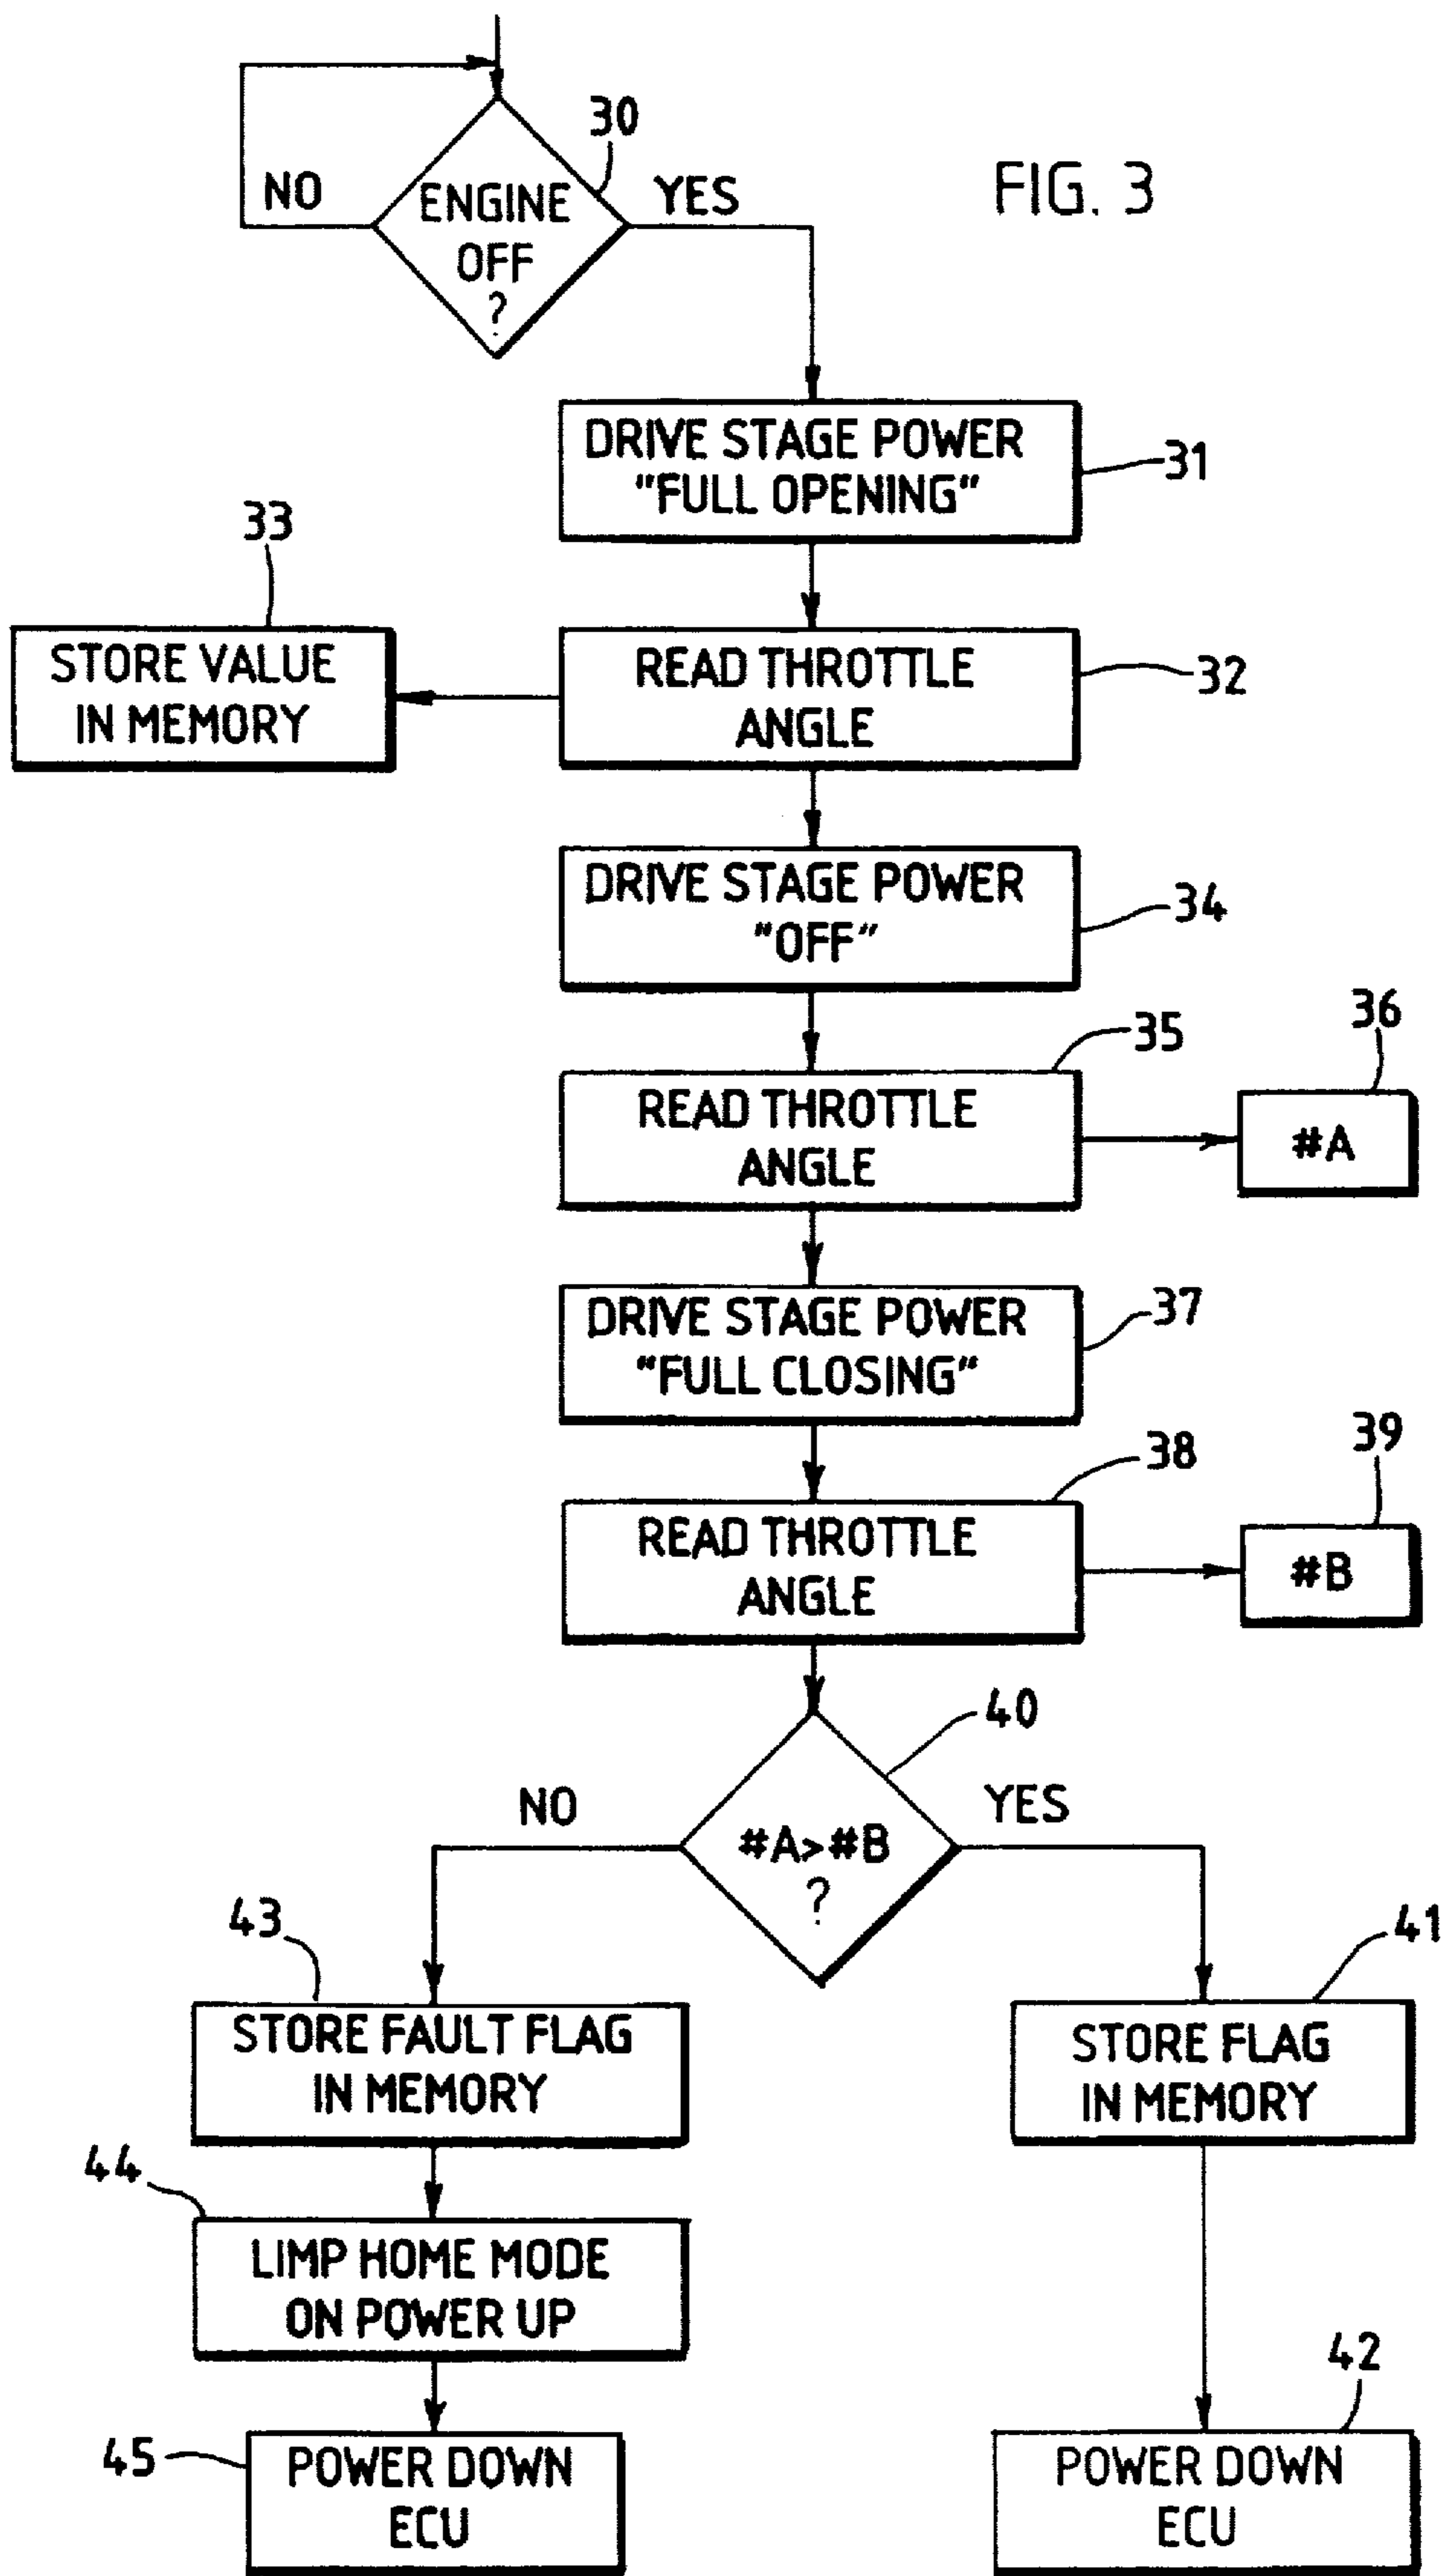 30
FIG. 3
NO
YES
ENGINE
OFF
?
DRIVE STAGE POWER
"FULL OPENING"
31
33
STORE VALUE
IN MEMORY
READ THROTTLE
ANGLE
32
DRIVE STAGE POWER
"OFF"
34
35
36
READ THROTTLE
ANGLE
#A
DRIVE STAGE POWER
"FULL CLOSING"
37
38
39
READ THROTTLE
ANGLE
#B
40
NO
YES
#A>#B
?
43
41
STORE FAULT FLAG
IN MEMORY
STORE FLAG
IN MEMORY
44
LIMP HOME MODE
ON POWER UP
42
45
POWER DOWN
ECU
POWER DOWN
ECU